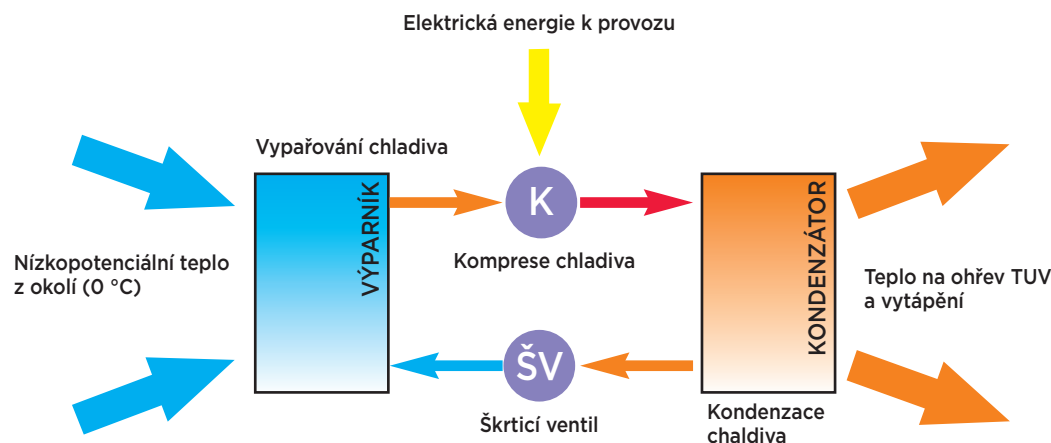 Elektrická energie k provozu
Vypařování chladiva
VÝPARNÍK
K
KONDENZÁTOR
Nízkopotenciální teplo
z okolí (0 °C)
Komprese chladiva
Teplo na ohřev TUV
a vytápění
ŠV
Škrticí ventil
Kondenzace
chaldiva